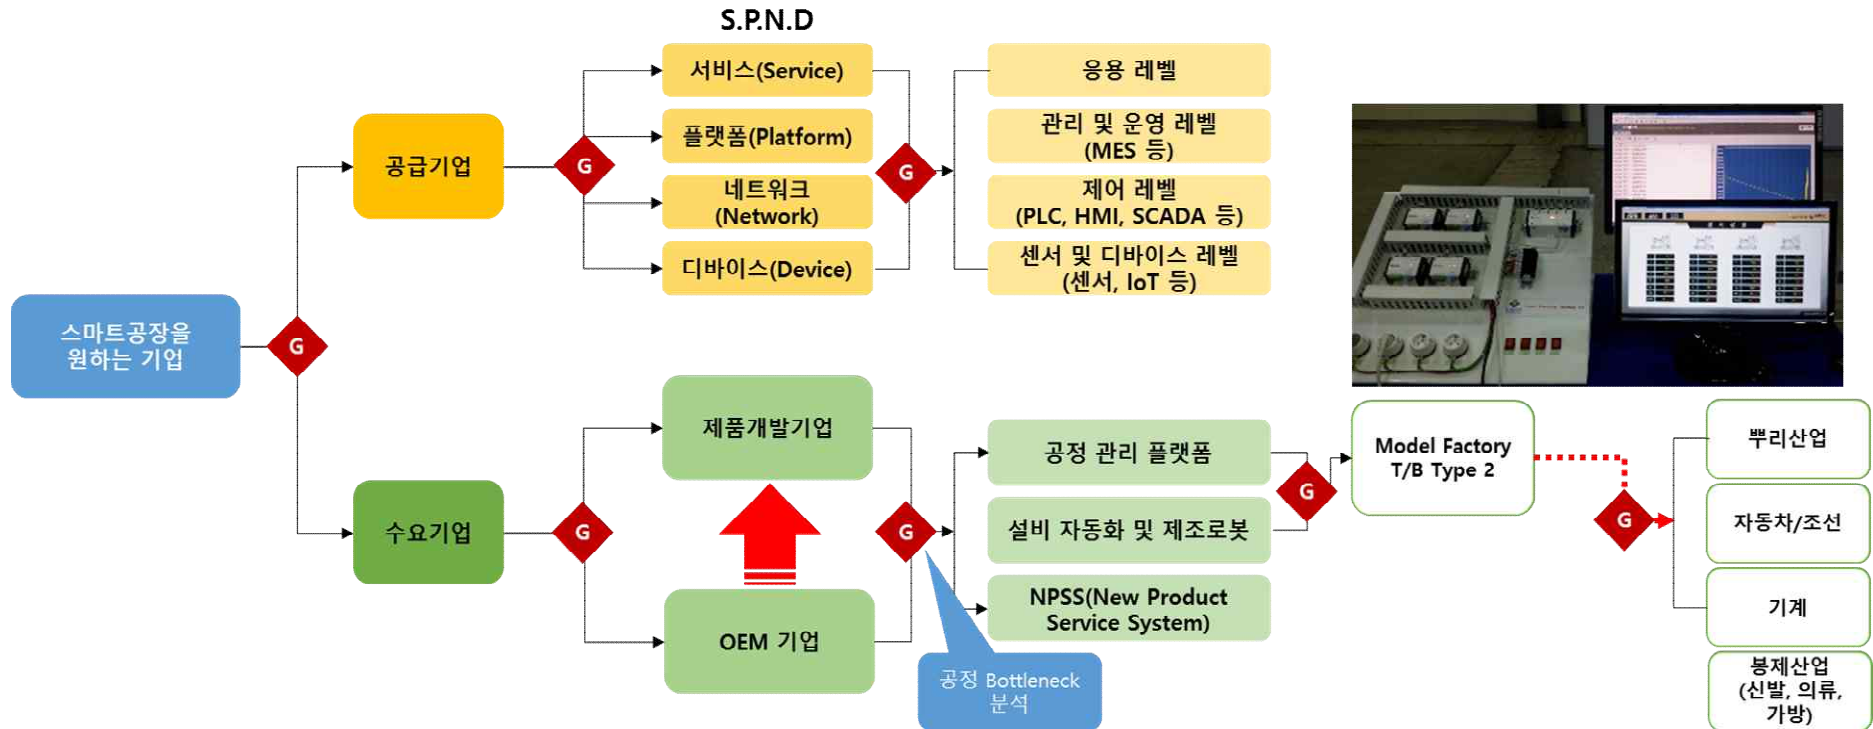 S.P.N.D
서비스(Service)
플랫폼(Platform)
네트워크
(Network)
디바이스(Device)
공급기업
G
G
응용 레벨
관리 및 운영 레벨
(MES 등)
제어 레벨
(PLC, HMI, SCADA 등)
센서 및 디바이스 레벨
(센서, IoT 등)
스마트공장을
원하는 기업
G
수요기업
G
제품개발기업
OEM 기업
G
공정 Bottleneck
분석
공정 관리 플랫폼
설비 자동화 및 제조로봇
NPSS(New Product
Service System)
G
Model Factory
T/B Type 2
G
뿌리산업
자동차/조선
기계
봉제산업
(신발, 의류,
가방)